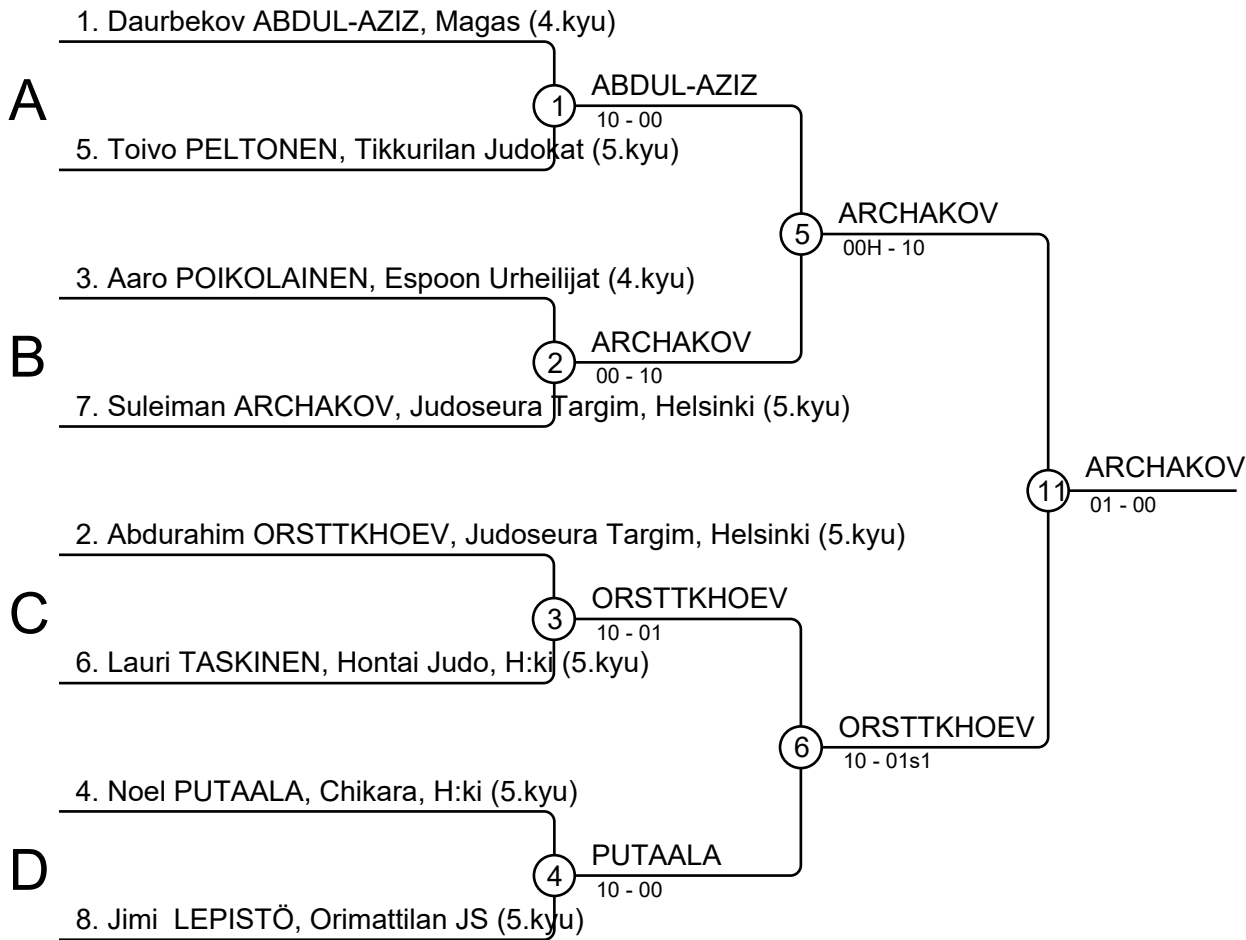 1. Daurbekov ABDUL-AZIZ, Magas (4.kyu)
A
1
ABDUL-AZIZ
10 - 00
5. Toivo PELTONEN, Tikkurilan Judokat (5.kyu)
5
ARCHAKOV
00H - 10
3. Aaro POIKOLAINEN, Espoon Urheilijat (4.kyu)
B
2
ARCHAKOV
00 - 10
7. Suleiman ARCHAKOV, Judoseura Targim, Helsinki (5.kyu)
11
ARCHAKOV
01 - 00
2. Abdurahim ORSTTKHOEV, Judoseura Targim, Helsinki (5.kyu)
C
3
ORSTTKHOEV
10 - 01
6. Lauri TASKINEN, Hontai Judo, H:ki (5.kyu)
6
ORSTTKHOEV
10 - 01s1
4. Noel PUTAALA, Chikara, H:ki (5.kyu)
D
4
PUTAALA
10 - 00
8. Jimi  LEPISTÖ, Orimattilan JS (5.kyu)